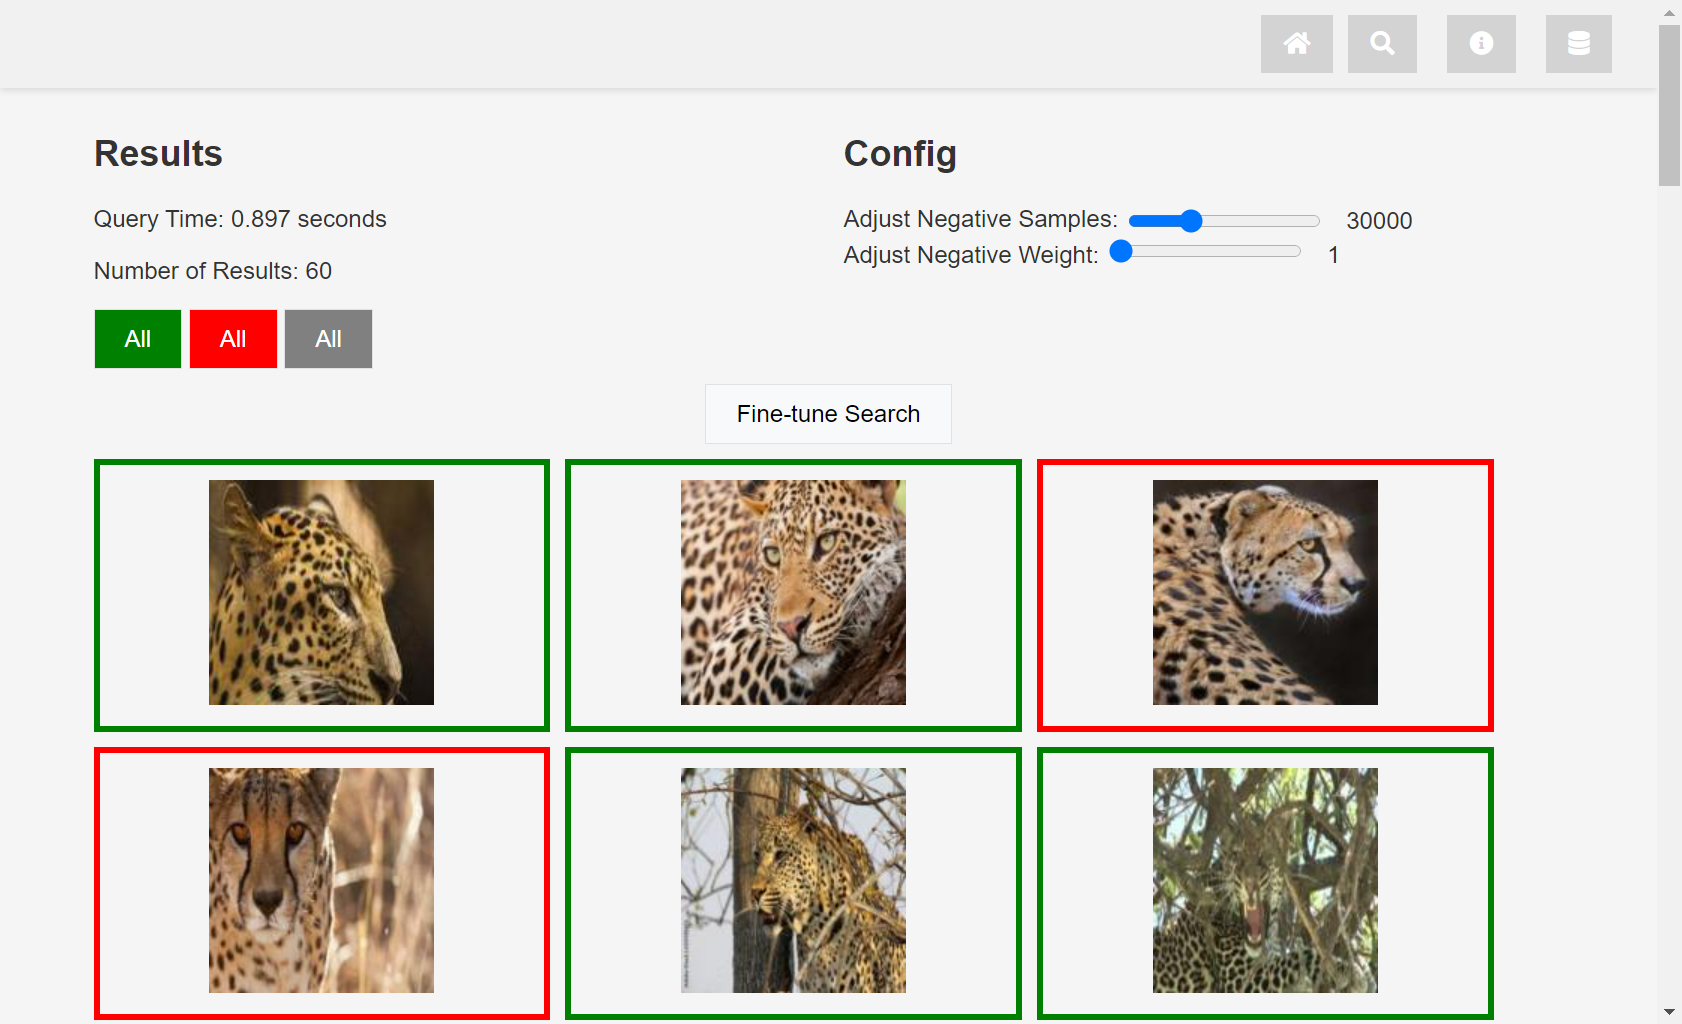 Results
Query Time: 0.897 seconds
Number of Results: 60
All All All
Config
Adjust Negative Samples: 30000
Adjust Negative Weight: 1
Fine-tune Search